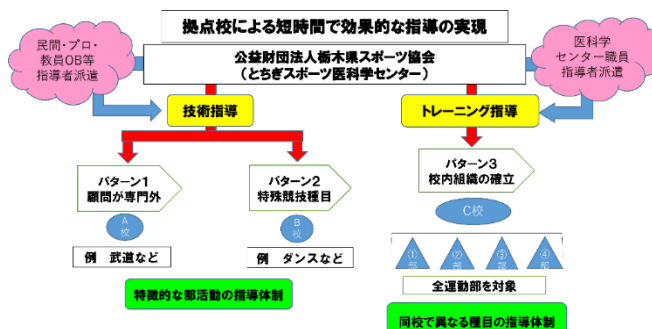 拠点校による短時間で効果的な指導の実現
民間・プロ・
教員OB等
指導者派遣
公益財団法人栃木県スポーツ協会
(とちぎスポーツ医科学センター)
医科学
センター職員
指導者派遣
技術指導
トレーニング指導
パターン1
顧問が専門外
パターン2
特殊競技種目
パターン3
校内組織の確立
A
校
B
校
C校
例 武道など
例 ダンスなど
①
部
②
部
③
部
④
部
全運動部を対象
特徴的な部活動の指導体制
同校で異なる種目の指導体制